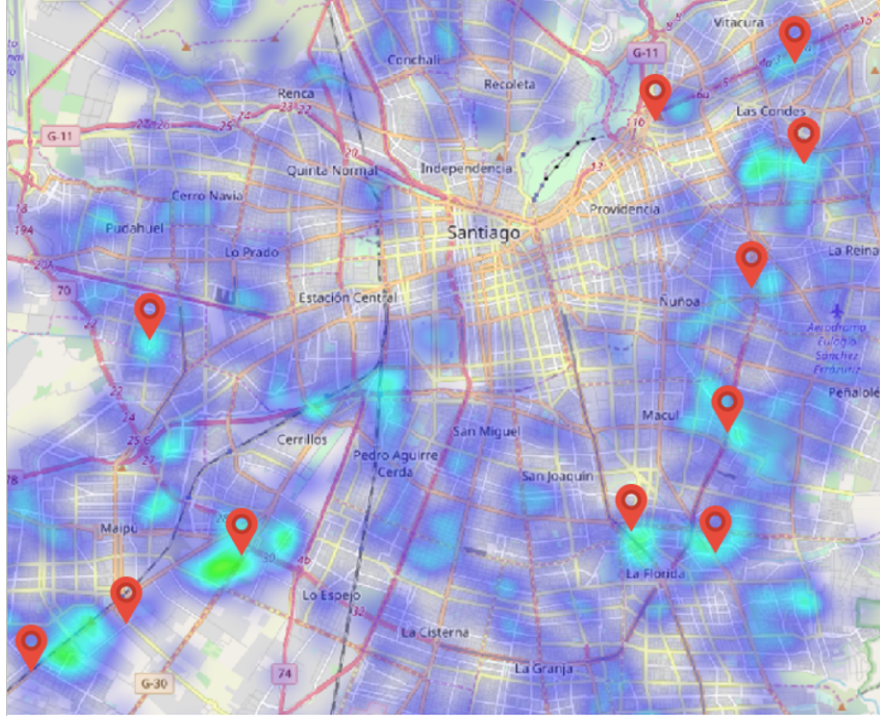 Vitacura
G-11
Conchalí
Recoleta
Renca
Las Condes
G-11
Quinta Normal
Independencia
Cerro Navia
Providencia
Pudahuel
Santiago
Lo Prado
La Reina
70
Estación Central
Ñuñoa
Aeródromo
Eulogio
Sánchez
Errázuriz
Peñalolé
Macul
San Miguel
Cerrillos
Pedro Aguirre
Cerda
San Joaquín
Maipú
La Florida
Lo Espejo
La Cisterna
La Granja
74
G-30